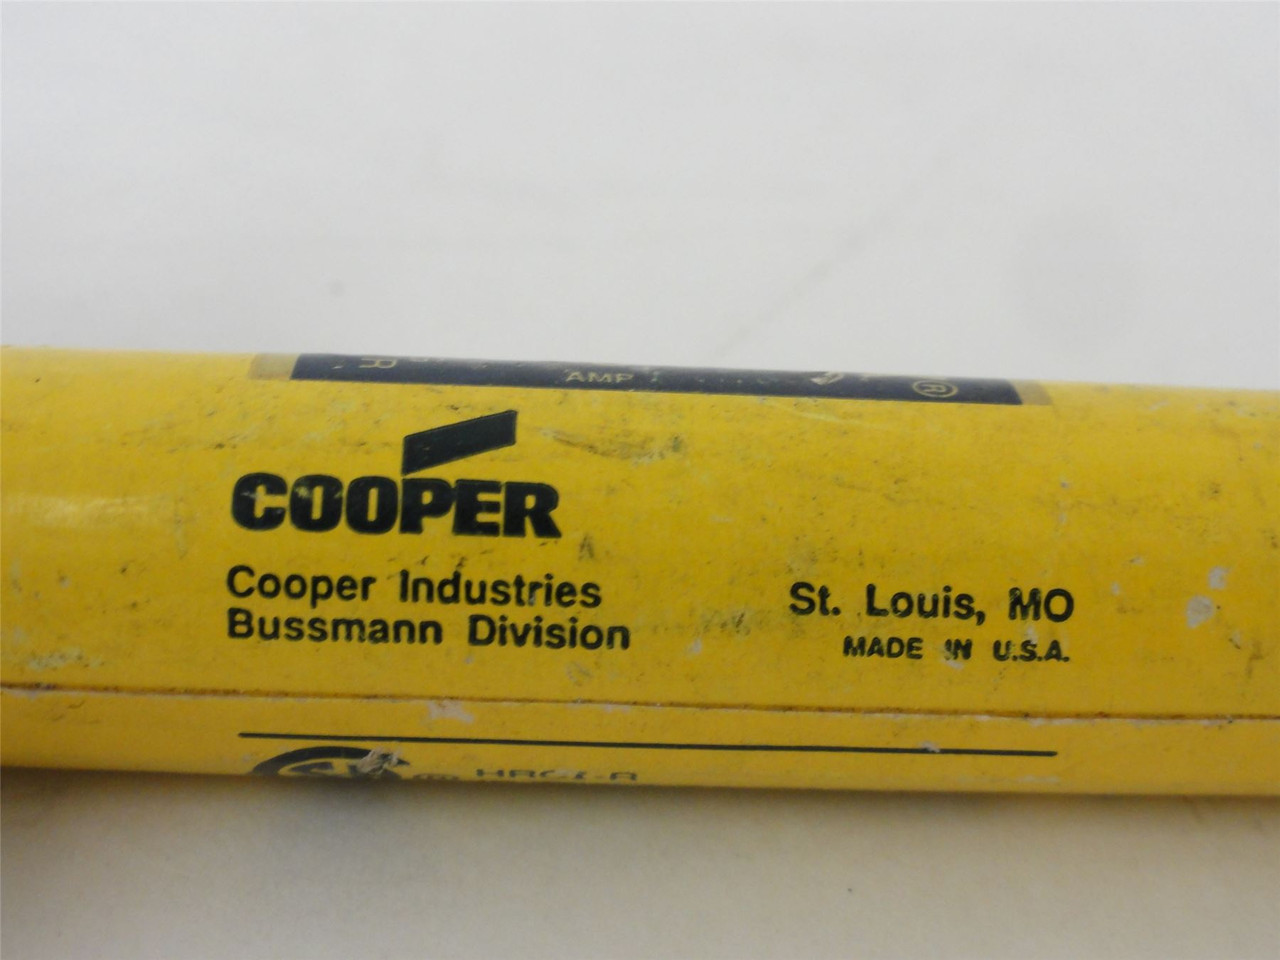 R
AMP
®
COOPER
Cooper Industries
Bussmann Division
St. Louis, MO
MADE IN U.S.A.